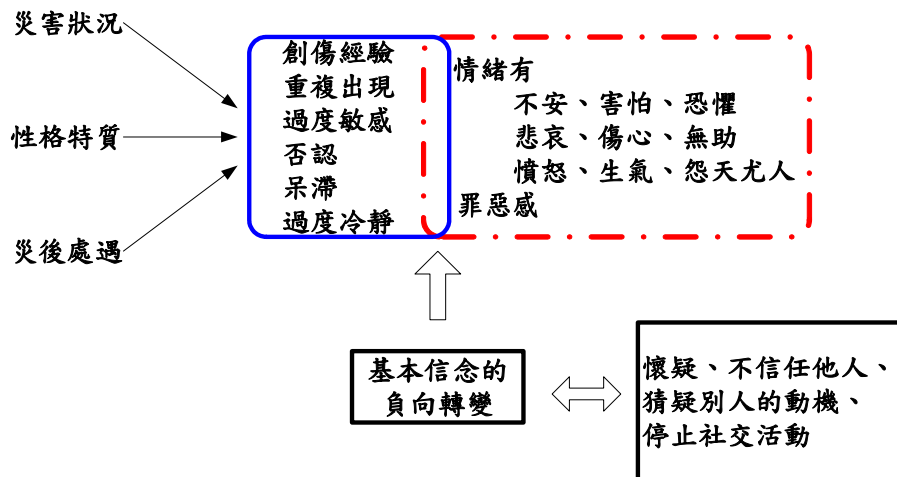 災害狀況
性格特質
災後處遇
創傷經驗
重複出現
過度敏感
否認
呆滯
過度冷靜
情緒有
不安、害怕、恐懼
悲哀、傷心、無助
憤怒、生氣、怨天尤人
罪惡感
基本信念的
負向轉變
懷疑、不信任他人、
猜疑別人的動機、
停止社交活動